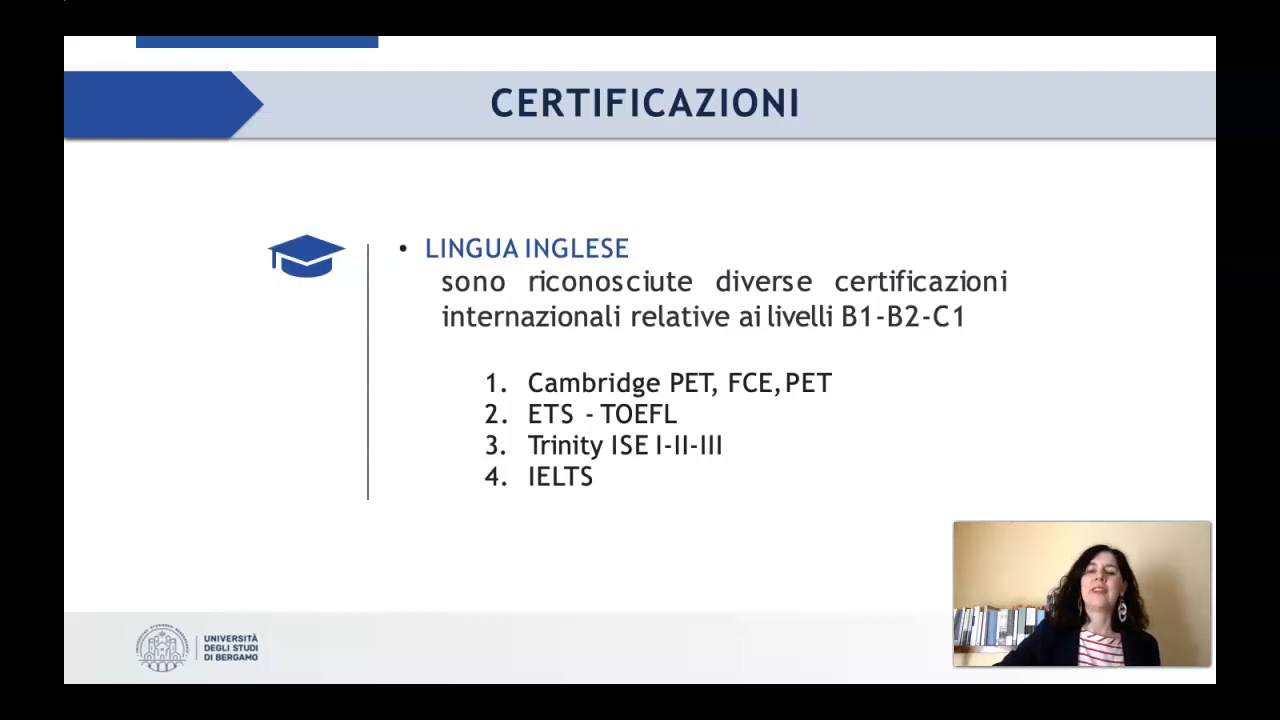 CERTIFICAZIONI
• LINGUA INGLESE
sono riconosciute diverse certificazioni
internazionali relative ai livelli B1-B2-C1
1. Cambridge PET, FCE, PET
2. ETS - TOEFL
3. Trinity ISE I-II-III
4. IELTS
UNIVERSITÀ
DEGLI STUDI
DI BERGAMO